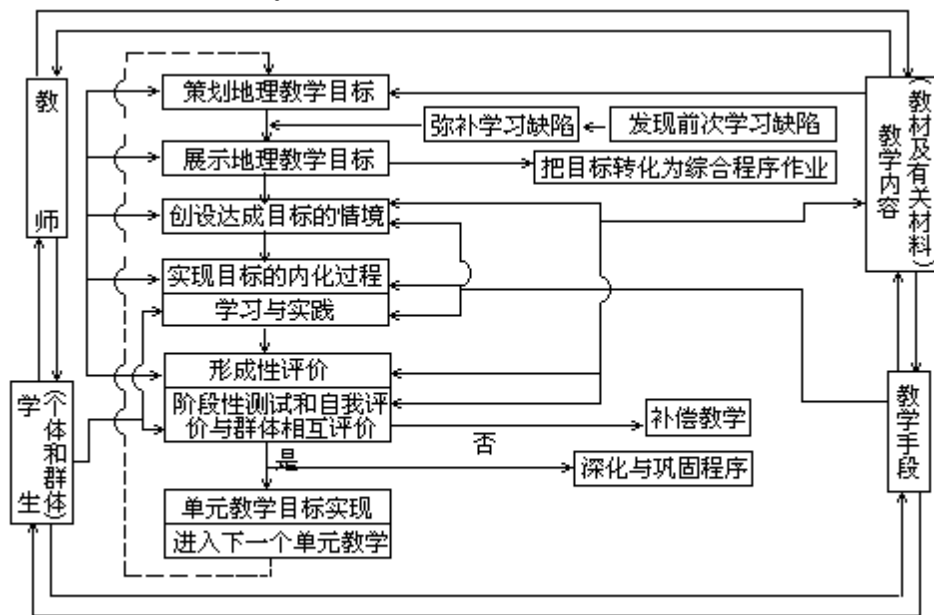 教师
策划地理教学目标
弥补学习缺陷
发现前次学习缺陷
展示地理教学目标
把目标转化为综合程序作业
创设达成目标的情境
实现目标的内化过程
学习与实践
形成性评价
阶段性测试和自我评
价与群体相互评价
否
补偿教学
是
深化与巩固程序
单元教学目标实现
进入下一个单元教学
学生
(个体和群体)
教学内容
(教材及有关材料)
教学手段